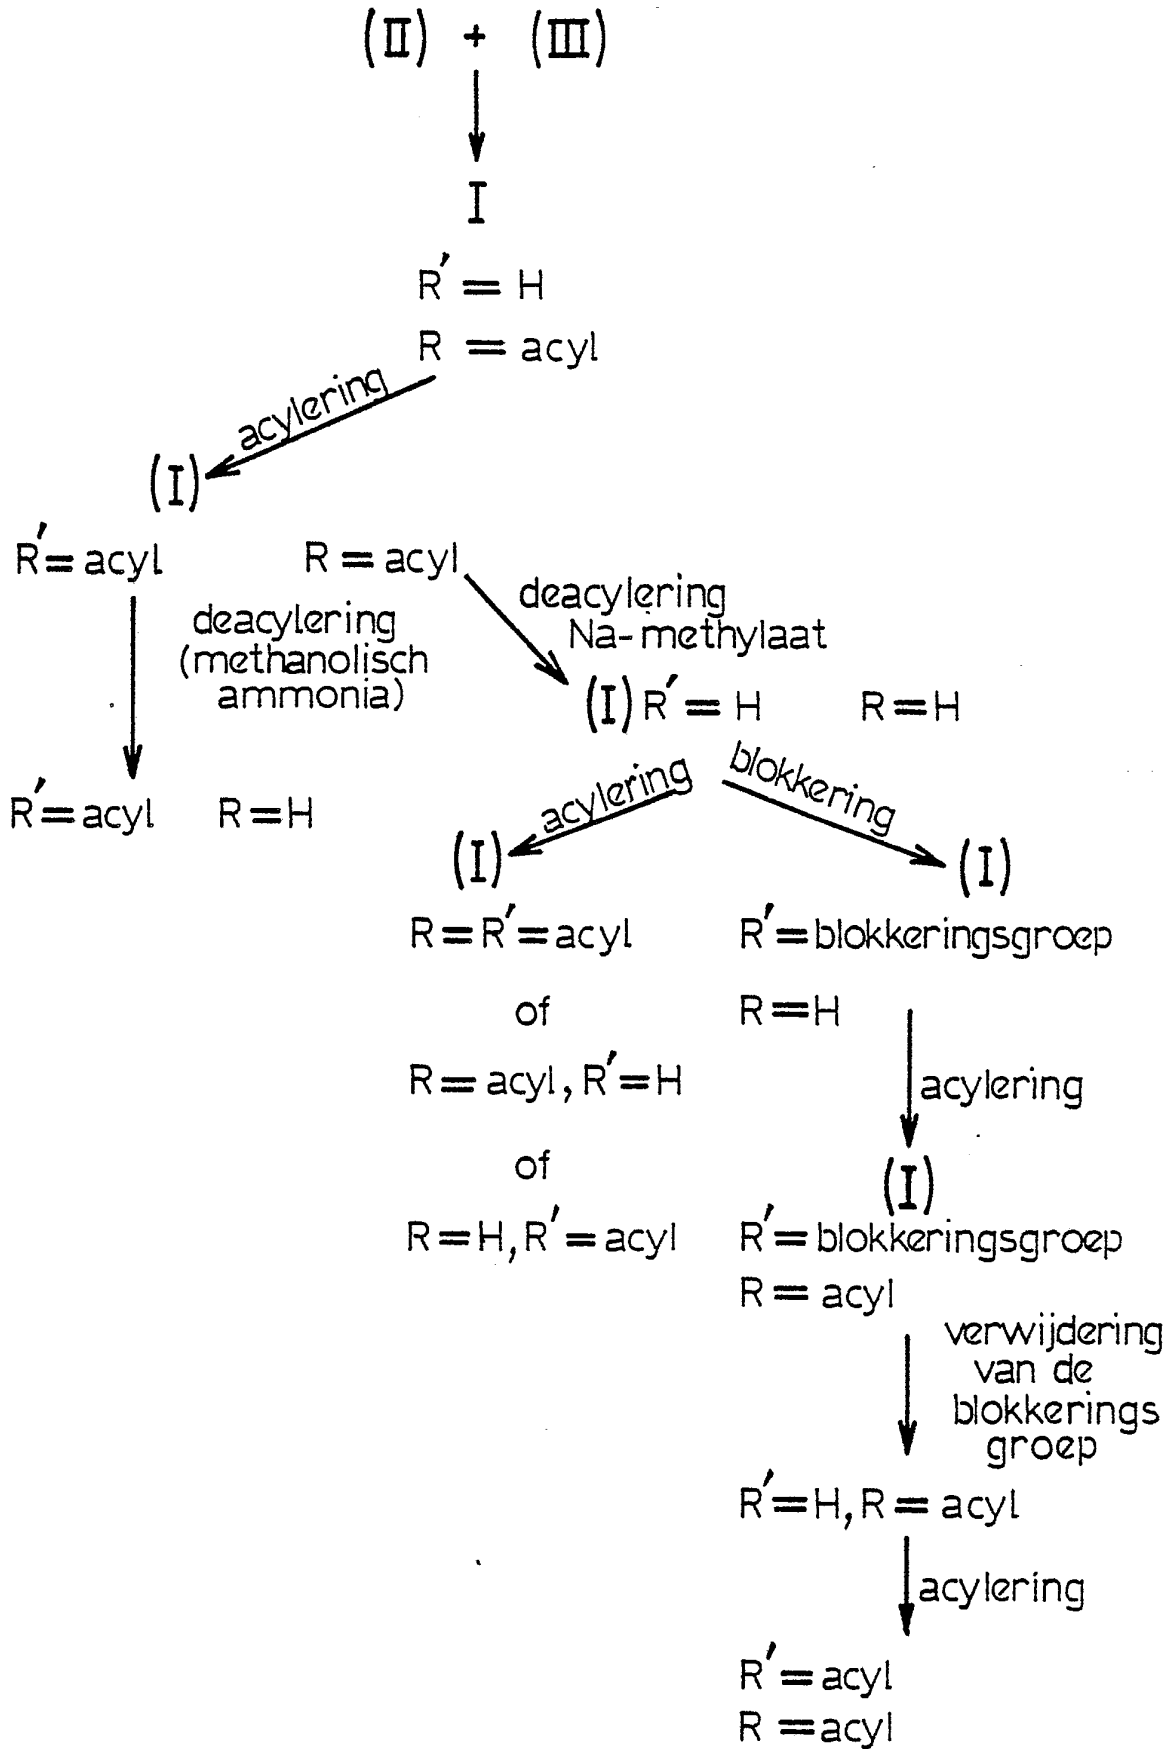 (II) + (III)
I
R' = H
R = acyl
acylering
(I)
R' = acyl R = acyl
deacylering
(methanolisch
ammonia)
deacylering
Na-methylaat
(I) R' = H R = H
R' = acyl R = H
acylering
blokkering
(I)
R = R' = acyl
of
R = acyl, R' = H
of
R = H, R' = acyl
(I)
R' = blokkeringsgroep
R = H
acylering
(I)
R' = blokkeringsgroep
R = acyl
verwijdering
van de
blokkerings
groep
R' = H, R = acyl
acylering
R' = acyl
R = acyl